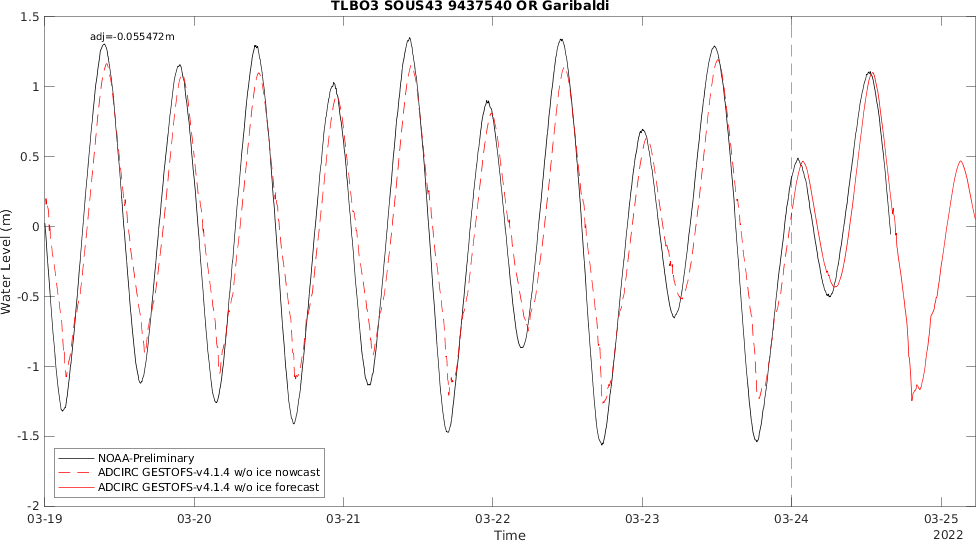 TLBO3 SOUS43 9437540 OR Garibaldi
adj=-0.055472m
1.5
1
0.5
0
-0.5
-1
-1.5
-2
Water Level (m)
NOAA-Preliminary
ADCIRC GESTOFS-v4.1.4 w/o ice nowcast
ADCIRC GESTOFS-v4.1.4 w/o ice forecast
03-19 03-20 03-21 03-22 03-23 03-24 03-25
Time
2022